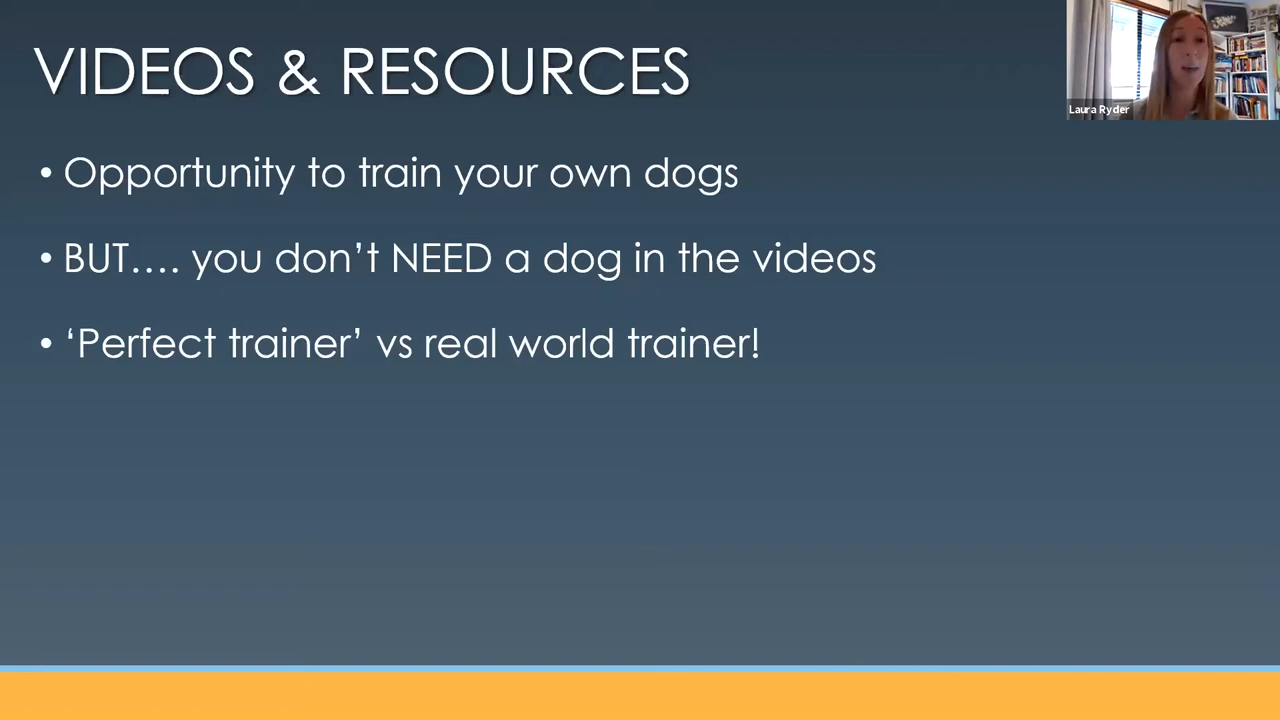 VIDEOS & RESOURCES
Laura Ryder
• Opportunity to train your own dogs
• BUT.... you don’t NEED a dog in the videos
• ‘Perfect trainer’ vs real world trainer!